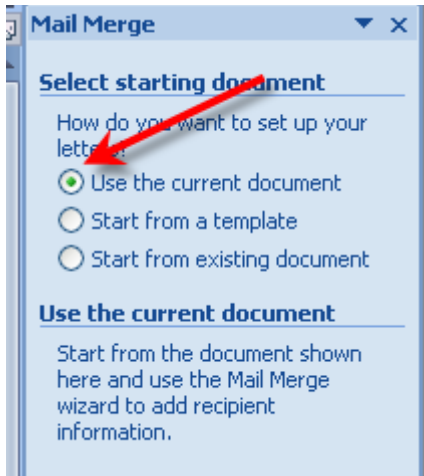 Mail Merge
Select starting document
How do you want to set up your
letters?
Use the current document
Start from a template
Start from existing document
Use the current document
Start from the document shown
here and use the Mail Merge
wizard to add recipient
information.